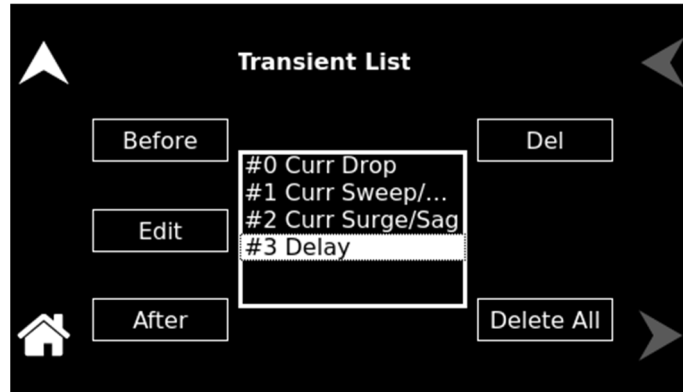 Transient List
Before
Del
#0 Curr Drop
#1 Curr Sweep/...
#2 Curr Surge/Sag
Edit
#3 Delay
After
Delete All